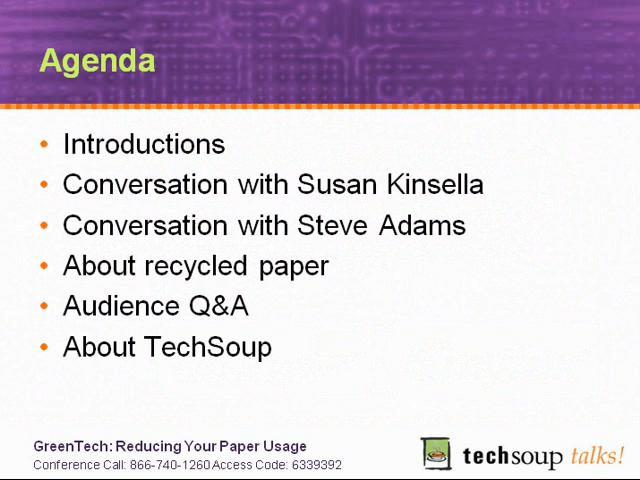 Agenda
• Introductions
• Conversation with Susan Kinsella
• Conversation with Steve Adams
• About recycled paper
• Audience Q&A
• About TechSoup
GreenTech: Reducing Your Paper Usage
Conference Call: 866-740-1260 Access Code: 6339392
techsoup talks!